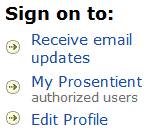 Sign on to:
Receive email
updates
My Prosentient
authorized users
Edit Profile